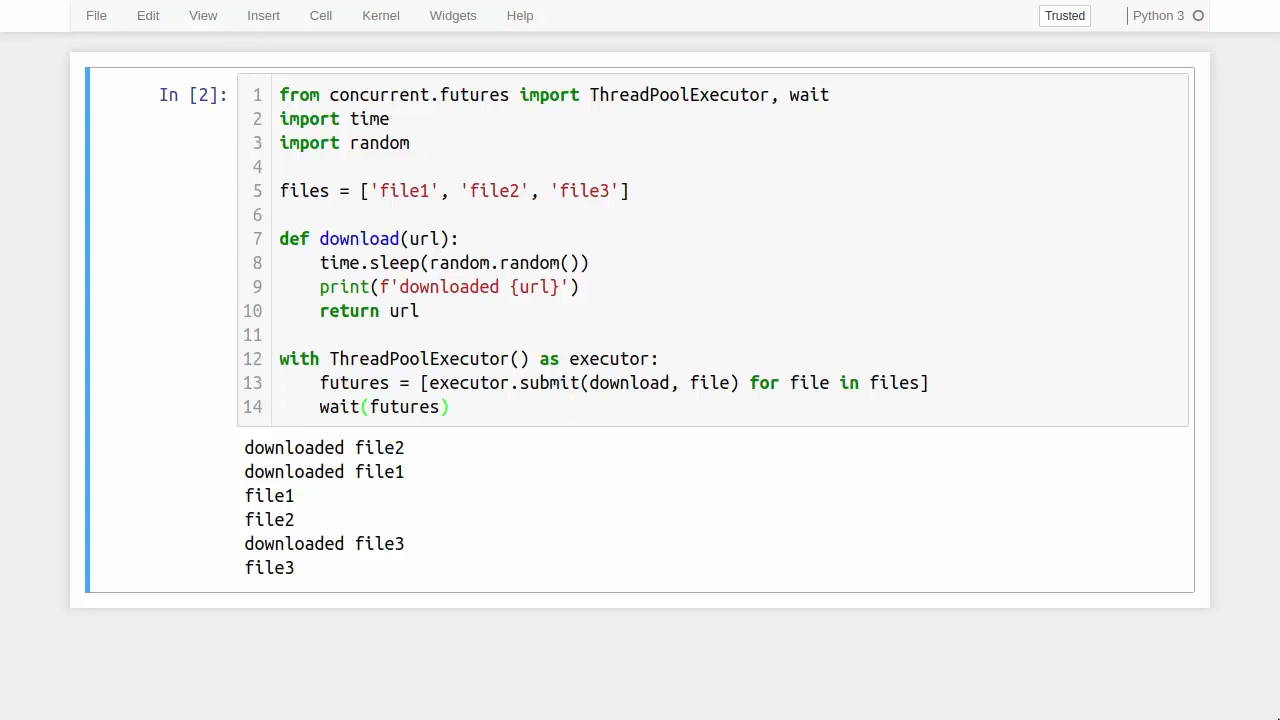 File Edit View Insert Cell Kernel Widgets Help Trusted Python 3
In [2]:
1 from concurrent.futures import ThreadPoolExecutor, wait
2 import time
3 import random
4
5 files = ['file1', 'file2', 'file3']
6
7 def download(url):
8     time.sleep(random.random())
9     print(f'downloaded {url}')
10     return url
11
12 with ThreadPoolExecutor() as executor:
13     futures = [executor.submit(download, file) for file in files]
14     wait(futures)
downloaded file2
downloaded file1
file1
file2
downloaded file3
file3